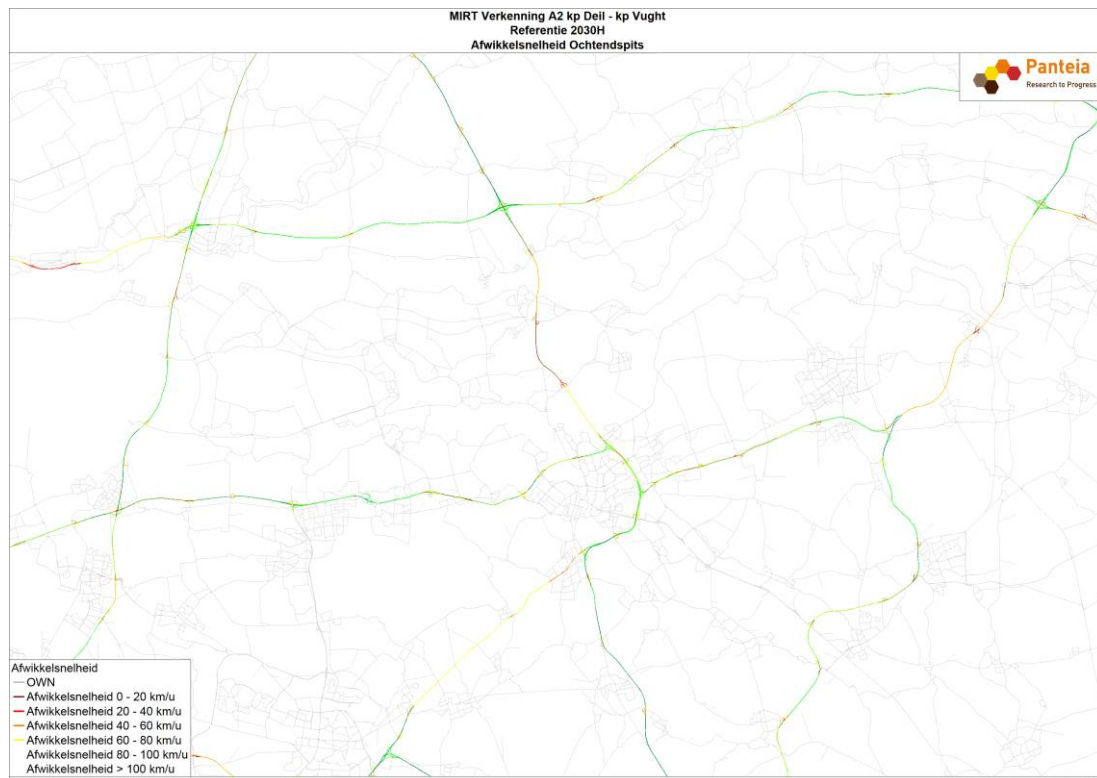 MIRT Verkenning A2 kp Deil - kp Vught
Referentie 2030H
Afwikkelsnelheid Ochtendspits
Panteia
Research to Progress
Afwikkelsnelheid
OWN
Afwikkelsnelheid 0 - 20 km/u
Afwikkelsnelheid 20 - 40 km/u
Afwikkelsnelheid 40 - 60 km/u
Afwikkelsnelheid 60 - 80 km/u
Afwikkelsnelheid 80 - 100 km/u
Afwikkelsnelheid > 100 km/u